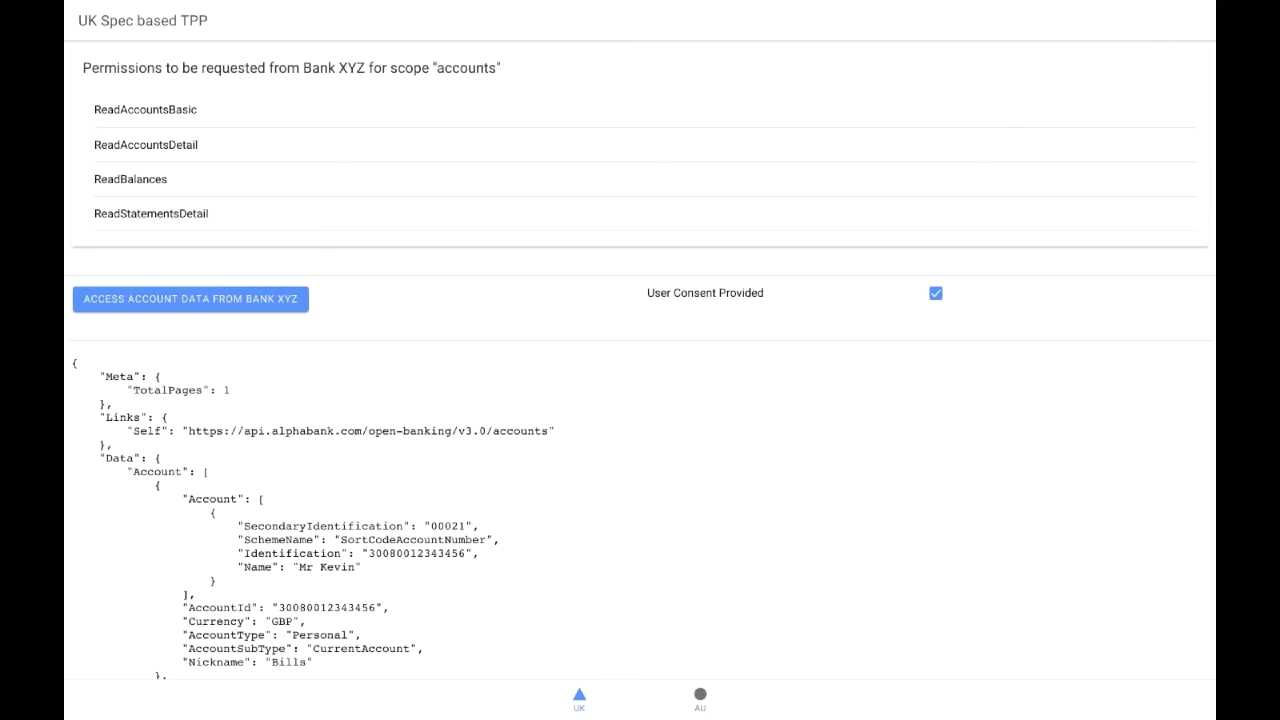 UK Spec based TPP
Permissions to be requested from Bank XYZ for scope "accounts"
ReadAccountsBasic
ReadAccountsDetail
ReadBalances
ReadStatementsDetail
ACCESS ACCOUNT DATA FROM BANK XYZ
User Consent Provided
{
"Meta": {
"TotalPages": 1
},
"Links": {
"Self": "https://api.alphabank.com/open-banking/v3.0/accounts"
},
"Data": {
"Account": [
{
"Account": [
{
"SecondaryIdentification": "00021",
"SchemeName": "SortCodeAccountNumber",
"Identification": "30080012343456",
"Name": "Mr Kevin"
}
],
"AccountId": "30080012343456",
"Currency": "GBP",
"AccountType": "Personal",
"AccountSubType": "CurrentAccount",
"Nickname": "Bills"
},
UK
AU